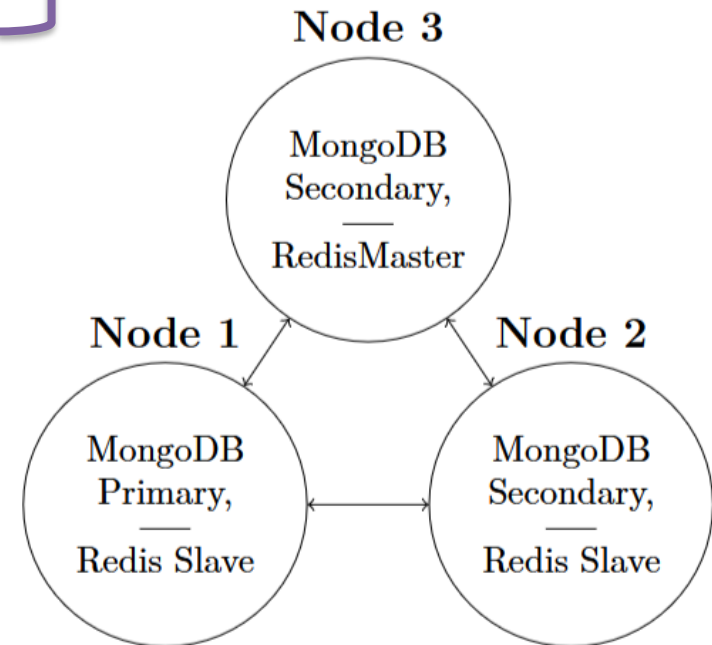 Node 3
MongoDB
Secondary,
RedisMaster
Node 1
MongoDB
Primary,
Redis Slave
Node 2
MongoDB
Secondary,
Redis Slave